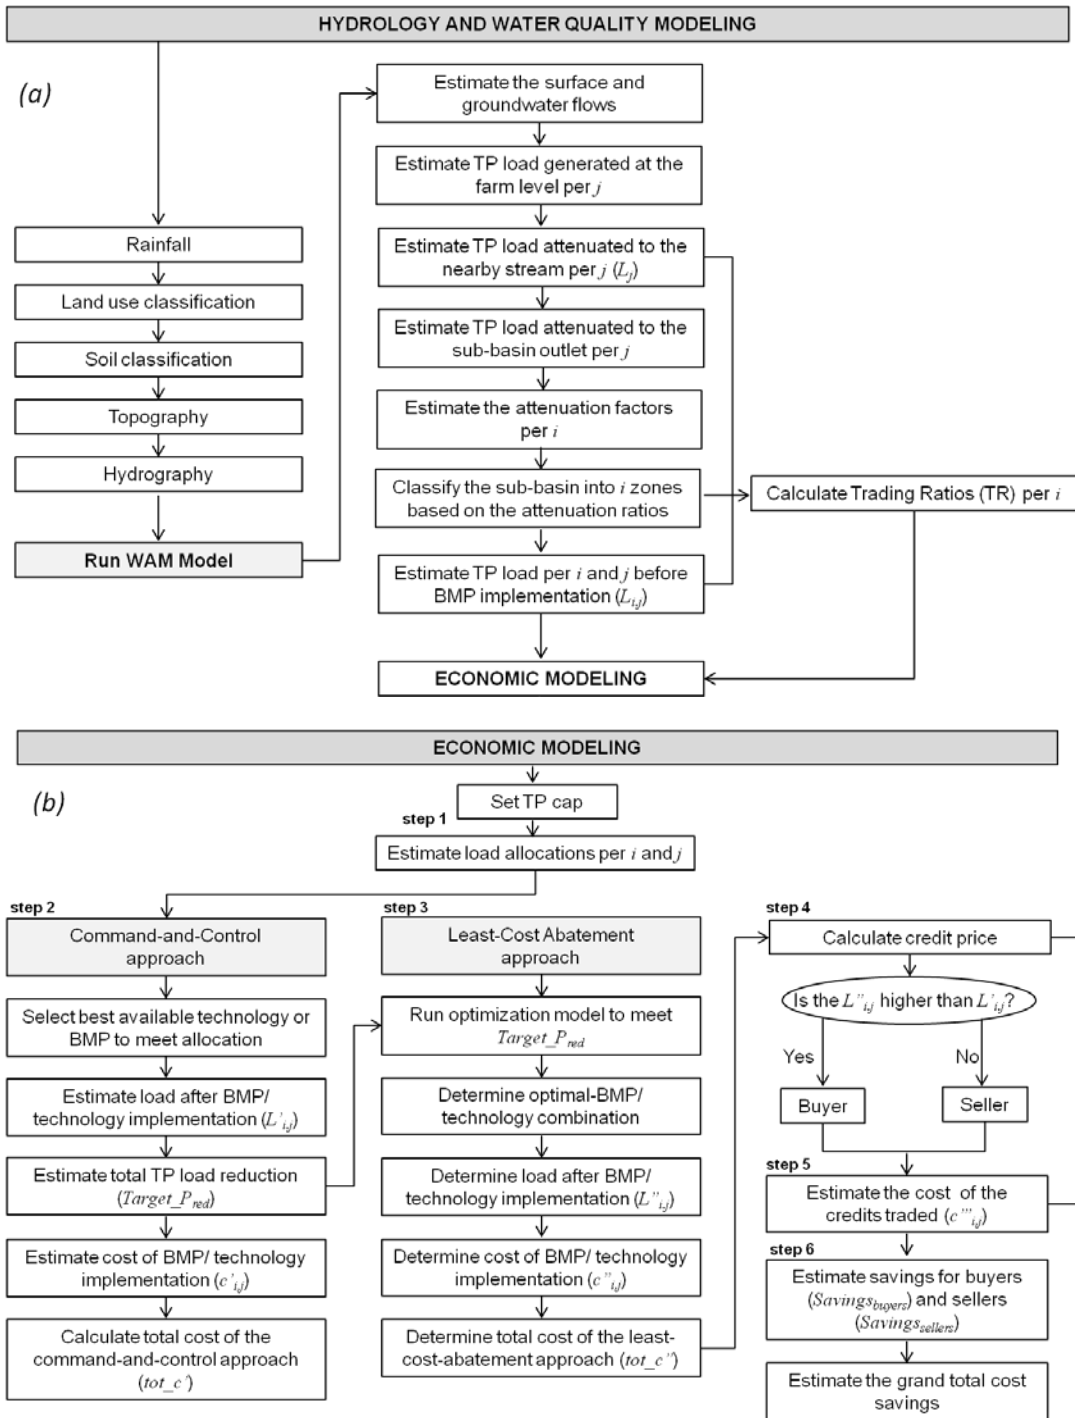 HYDROLOGY AND WATER QUALITY MODELING
(a)
Rainfall
Land use classification
Soil classification
Topography
Hydrography
Run WAM Model
Estimate the surface and
groundwater flows
Estimate TP load generated at the
farm level per j
Estimate TP load attenuated to the
nearby stream per j (Lj)
Estimate TP load attenuated to the
sub-basin outlet per j
Estimate the attenuation factors
per i
Classify the sub-basin into i zones
based on the attenuation ratios
Estimate TP load per i and j before
BMP implementation (Li,j)
Calculate Trading Ratios (TR) per i
ECONOMIC MODELING
ECONOMIC MODELING
(b)
Set TP cap
step 1
Estimate load allocations per i and j
step 2
Command-and-Control
approach
Select best available technology or
BMP to meet allocation
Estimate load after BMP/
technology implementation (L'i,j)
Estimate total TP load reduction
(Target_Pred)
Estimate cost of BMP/ technology
implementation (c'i,j)
Calculate total cost of the
command-and-control approach
(tot_c')
step 3
Least-Cost Abatement
approach
Run optimization model to meet
Target_Pred
Determine optimal-BMP/
technology combination
Determine load after BMP/
technology implementation (L''i,j)
Determine cost of BMP/ technology
implementation (c''i,j)
Determine total cost of the least-
cost-abatement approach (tot_c'')
step 4
Calculate credit price
Is the L''i,j higher than L'i,j?
Yes
No
Buyer
Seller
step 5
Estimate the cost of the
credits traded (c'''i,j)
step 6
Estimate savings for buyers
(Savingsbuyers) and sellers
(Savingssellers)
Estimate the grand total cost
savings